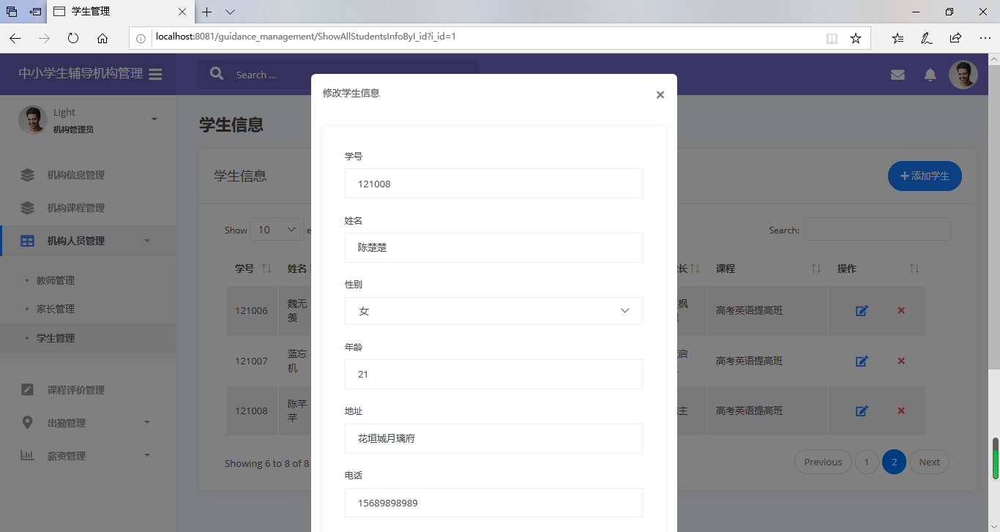 学生管理
localhost:8081/guidance_management/ShowAllStudentsInfoByI_id?i_id=1
中小学生辅导机构管理
Search ...
Light
机构管理员
机构信息管理
机构课程管理
机构人员管理
教师管理
家长管理
学生管理
课程评价管理
出勤管理
薪资管理
学生信息
学生信息
添加学生
Show 10 e
Search:
学号 姓名 长 课程 操作
121006 魏无羡 枫 高考英语提高班
121007 蓝忘机 启 高考英语提高班
121008 陈芊芊 主 高考英语提高班
Showing 6 to 8 of 8
Previous 1 2 Next
修改学生信息
学号
121008
姓名
陈楚楚
性别
女
年龄
21
地址
花垣城月璃府
电话
15689898989